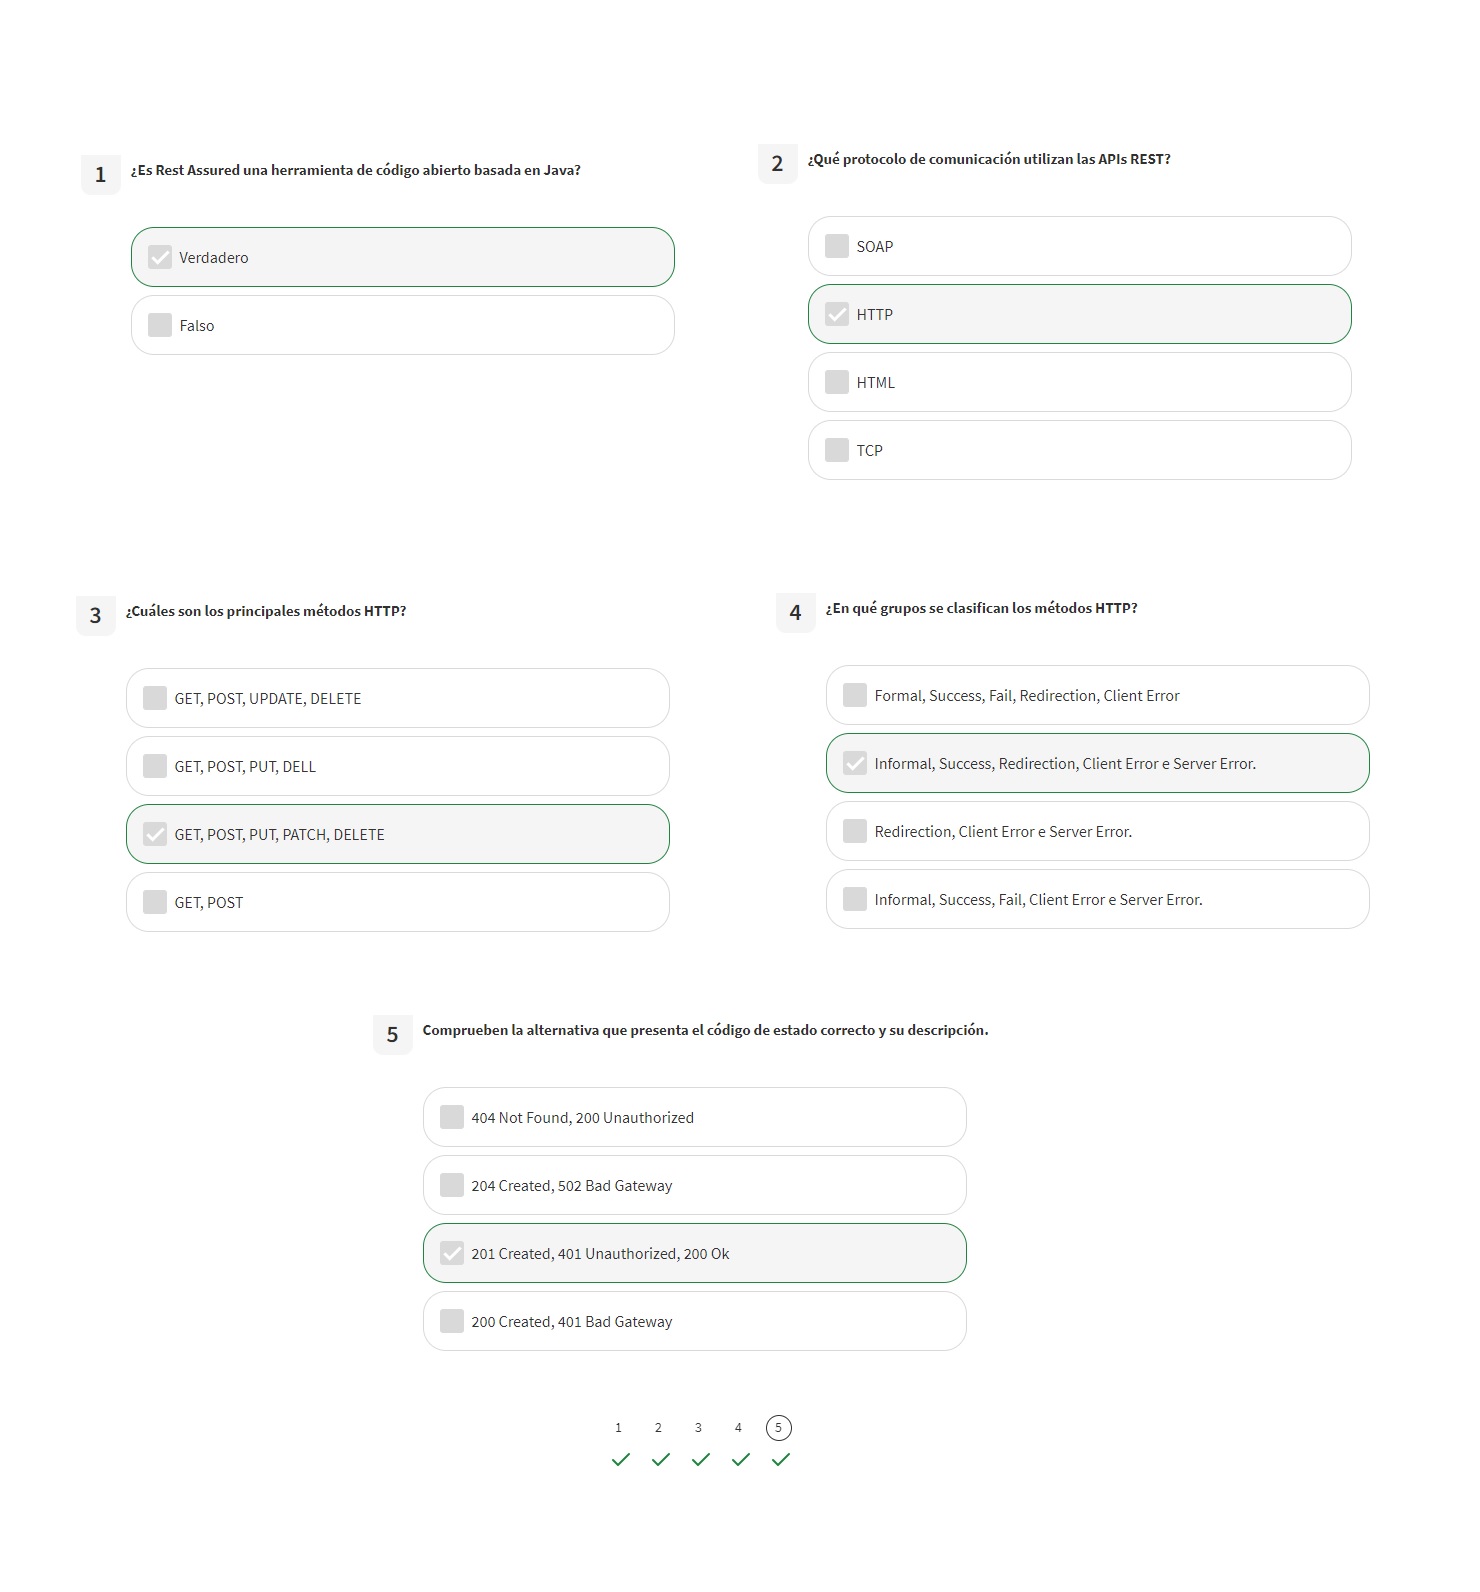 1
¿Es Rest Assured una herramienta de código abierto basada en Java?
Verdadero
Falso
2
¿Qué protocolo de comunicación utilizan las APIs REST?
SOAP
HTTP
HTML
TCP
3
¿Cuáles son los principales métodos HTTP?
GET, POST, UPDATE, DELETE
GET, POST, PUT, DELL
GET, POST, PUT, PATCH, DELETE
GET, POST
4
¿En qué grupos se clasifican los métodos HTTP?
Formal, Success, Fail, Redirection, Client Error
Informal, Success, Redirection, Client Error e Server Error.
Redirection, Client Error e Server Error.
Informal, Success, Fail, Client Error e Server Error.
5
Comprueben la alternativa que presenta el código de estado correcto y su descripción.
404 Not Found, 200 Unauthorized
204 Created, 502 Bad Gateway
201 Created, 401 Unauthorized, 200 Ok
200 Created, 401 Bad Gateway
1 2 3 4 5